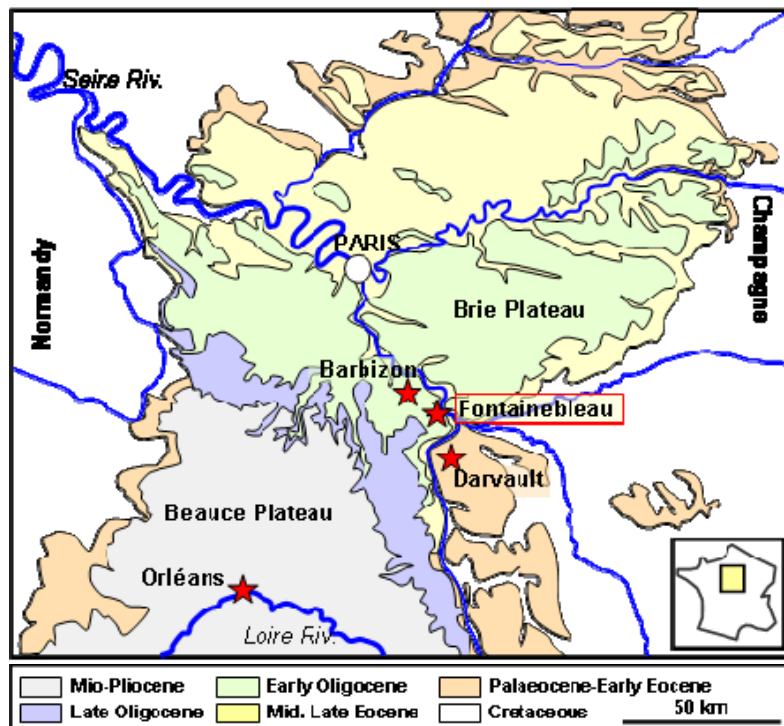 Seire Riv.
PARIS
Normandy
Champagne
Brie Plateau
Barbizon
Fontainebleau
Darvault
Beauce Plateau
Orléans
Loire Riv.
Mio-Pliocene
Early Oligocene
Palaeocene-Early Eocene
Late Oligocene
Mid. Late Eocene
Cretaceous
50 km